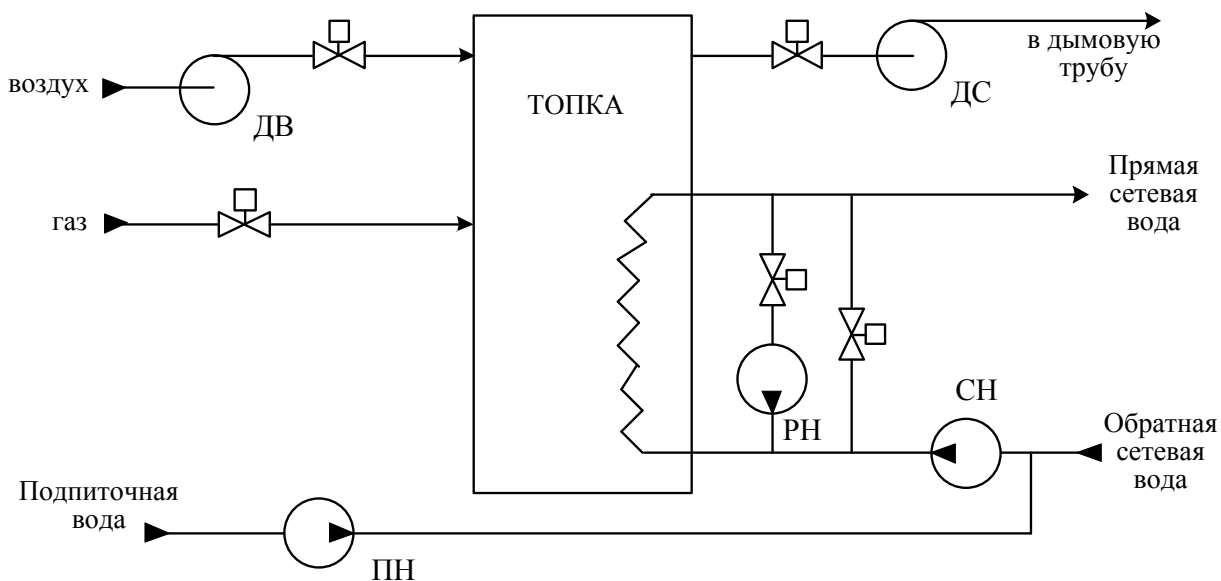 воздух
ДВ
ТОПКА
ДС
в дымовую
трубу
газ
Прямая
сетевая
вода
РН
СН
Обратная
сетевая
вода
Подпиточная
вода
ПН